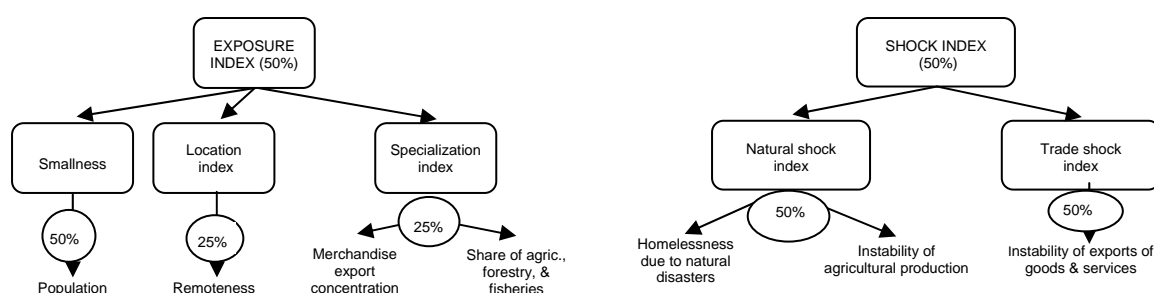 EXPOSURE
INDEX (50%)
SHOCK INDEX
(50%)
Smallness
Location
index
Specialization
index
Natural shock
index
Trade shock
index
50%
25%
25%
50%
50%
Population
Remoteness
Merchandise
export
concentration
Share of agric.,
forestry, &
fisheries
Homelessness
due to natural
disasters
Instability of
agricultural production
Instability of exports of
goods & services